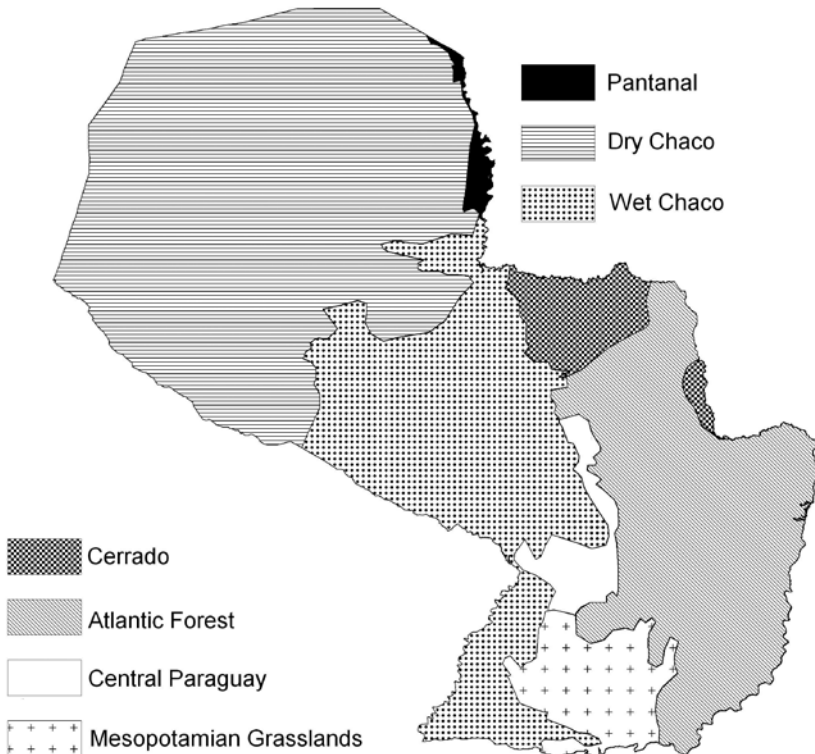 Pantanal
Dry Chaco
Wet Chaco
Cerrado
Atlantic Forest
Central Paraguay
Mesopotamian Grasslands